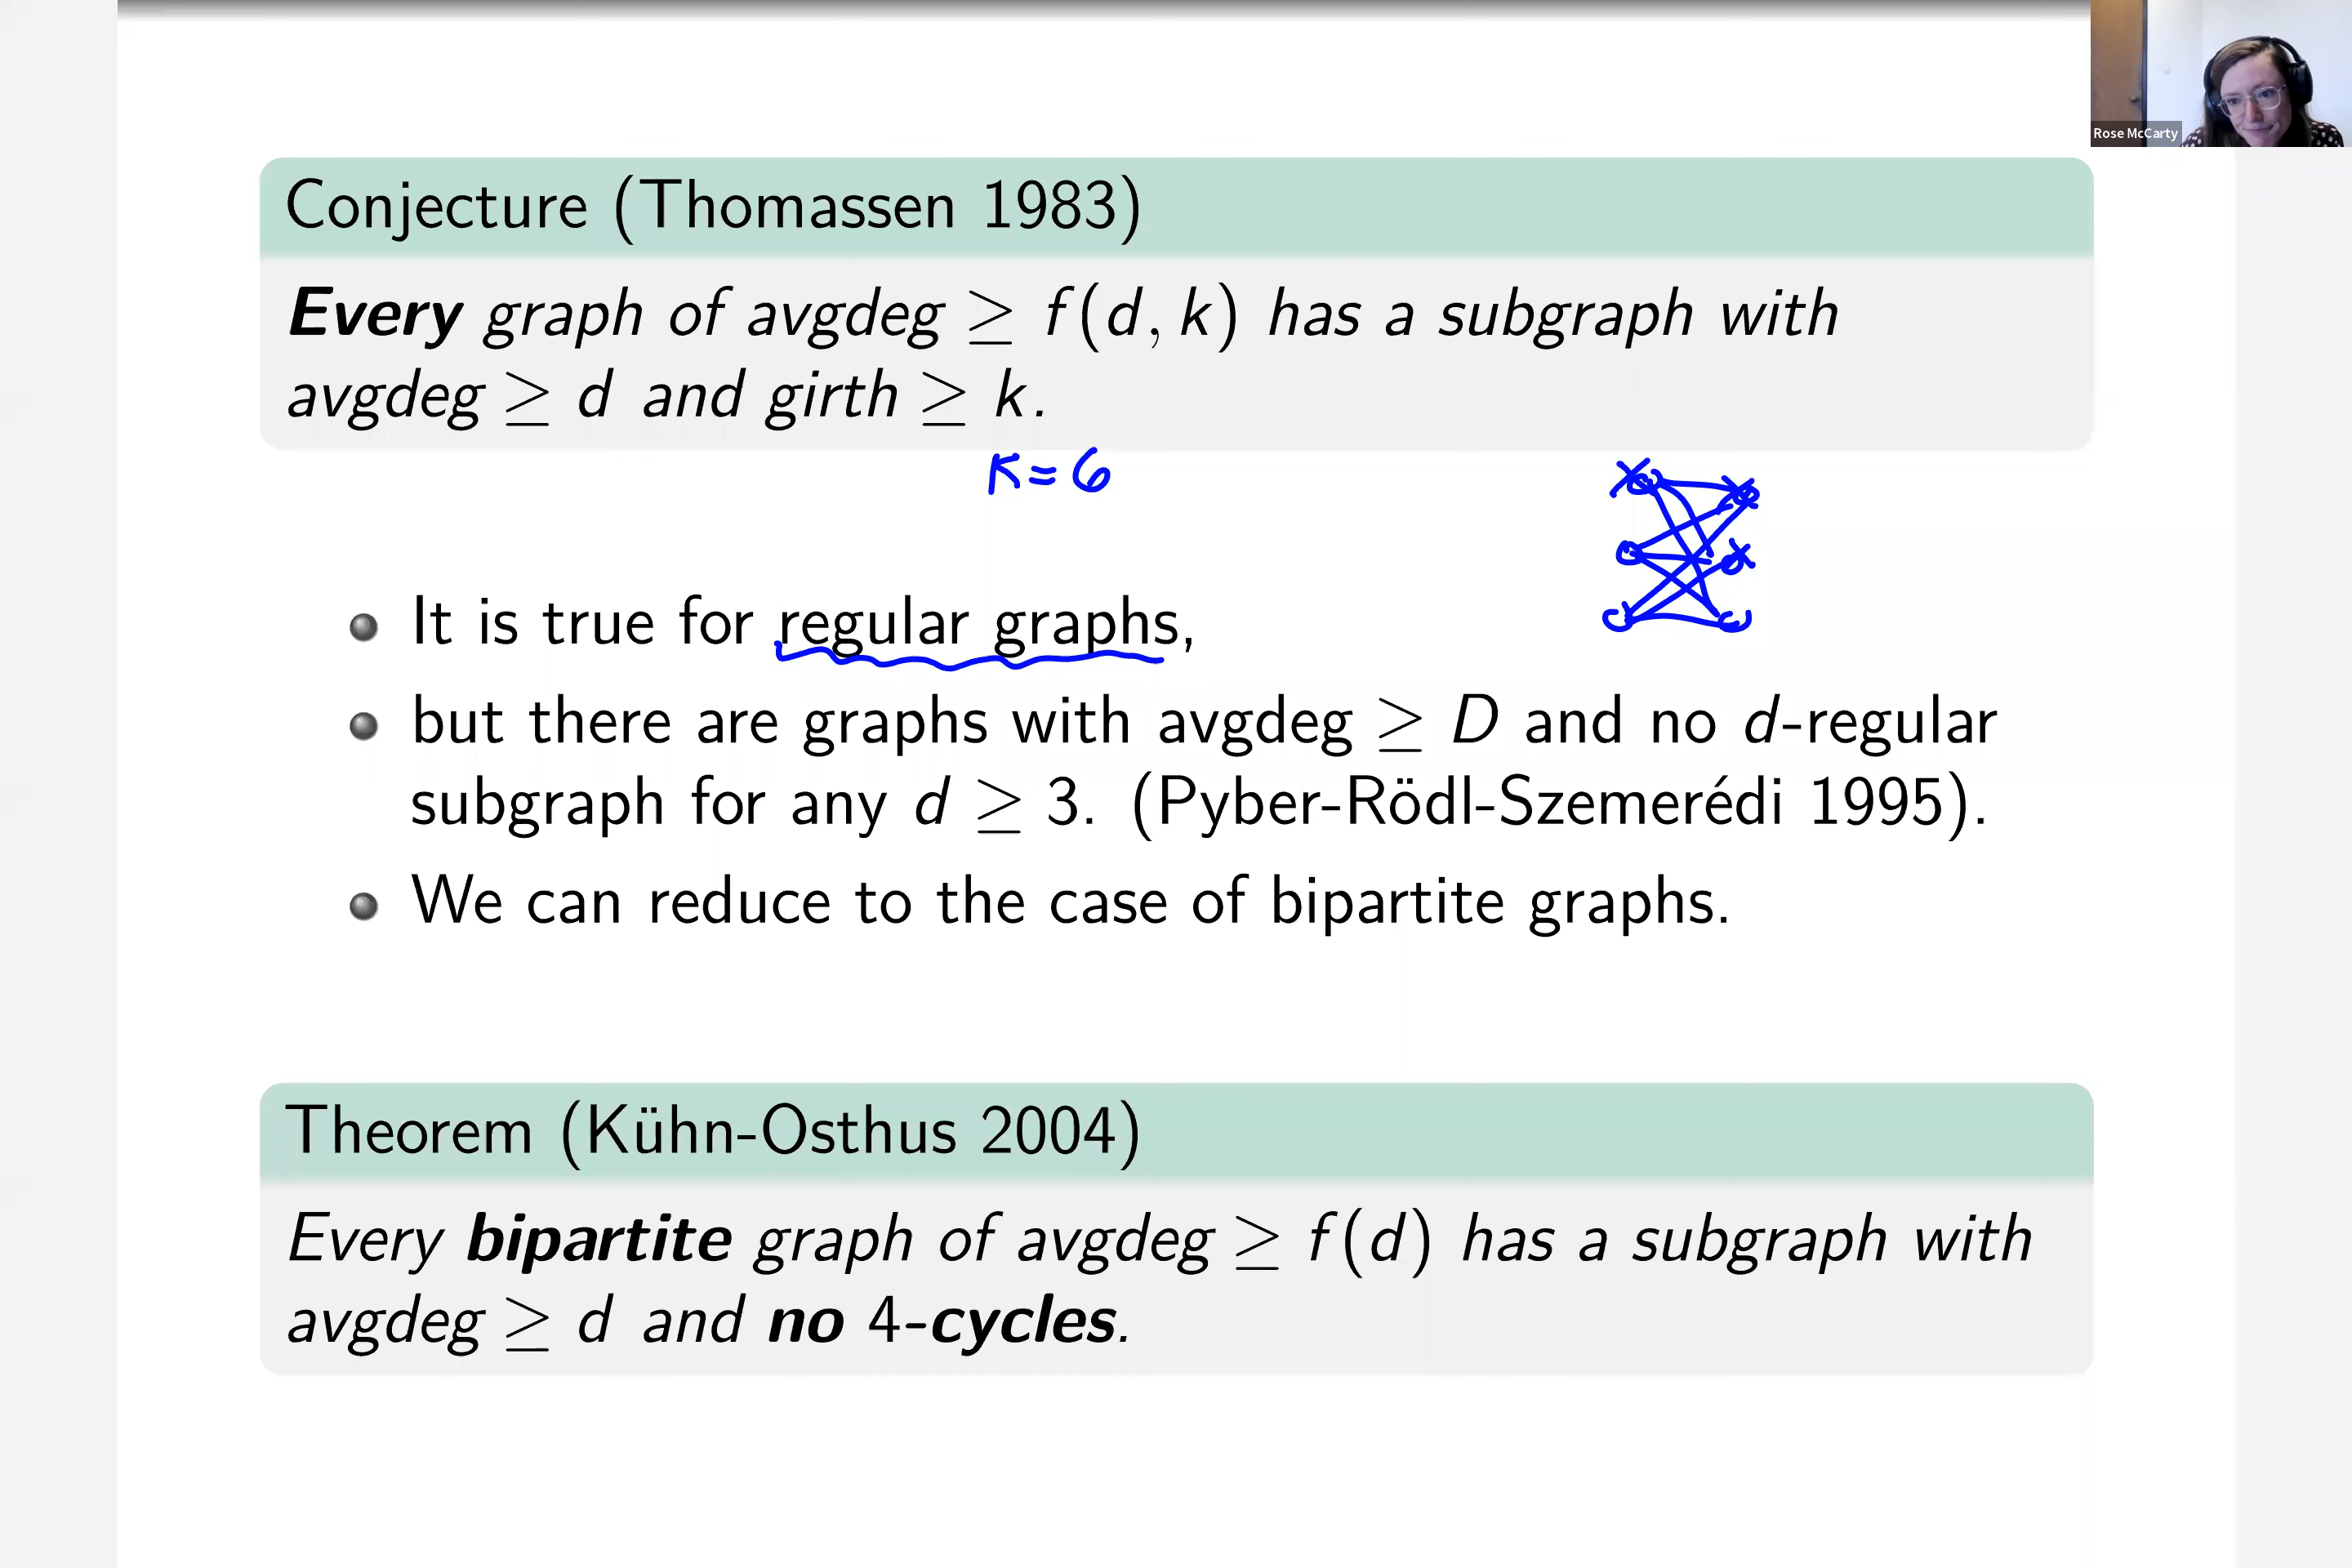 Rose McCarty
Conjecture (Thomassen 1983)
Every graph of avgdeg ≥ f(d, k) has a subgraph with
avgdeg ≥ d and girth ≥ k.
K = 6
It is true for regular graphs,
but there are graphs with avgdeg ≥ D and no d-regular
subgraph for any d ≥ 3. (Pyber-Rödl-Szemerédi 1995).
We can reduce to the case of bipartite graphs.
Theorem (Kühn-Osthus 2004)
Every bipartite graph of avgdeg ≥ f(d) has a subgraph with
avgdeg ≥ d and no 4-cycles.